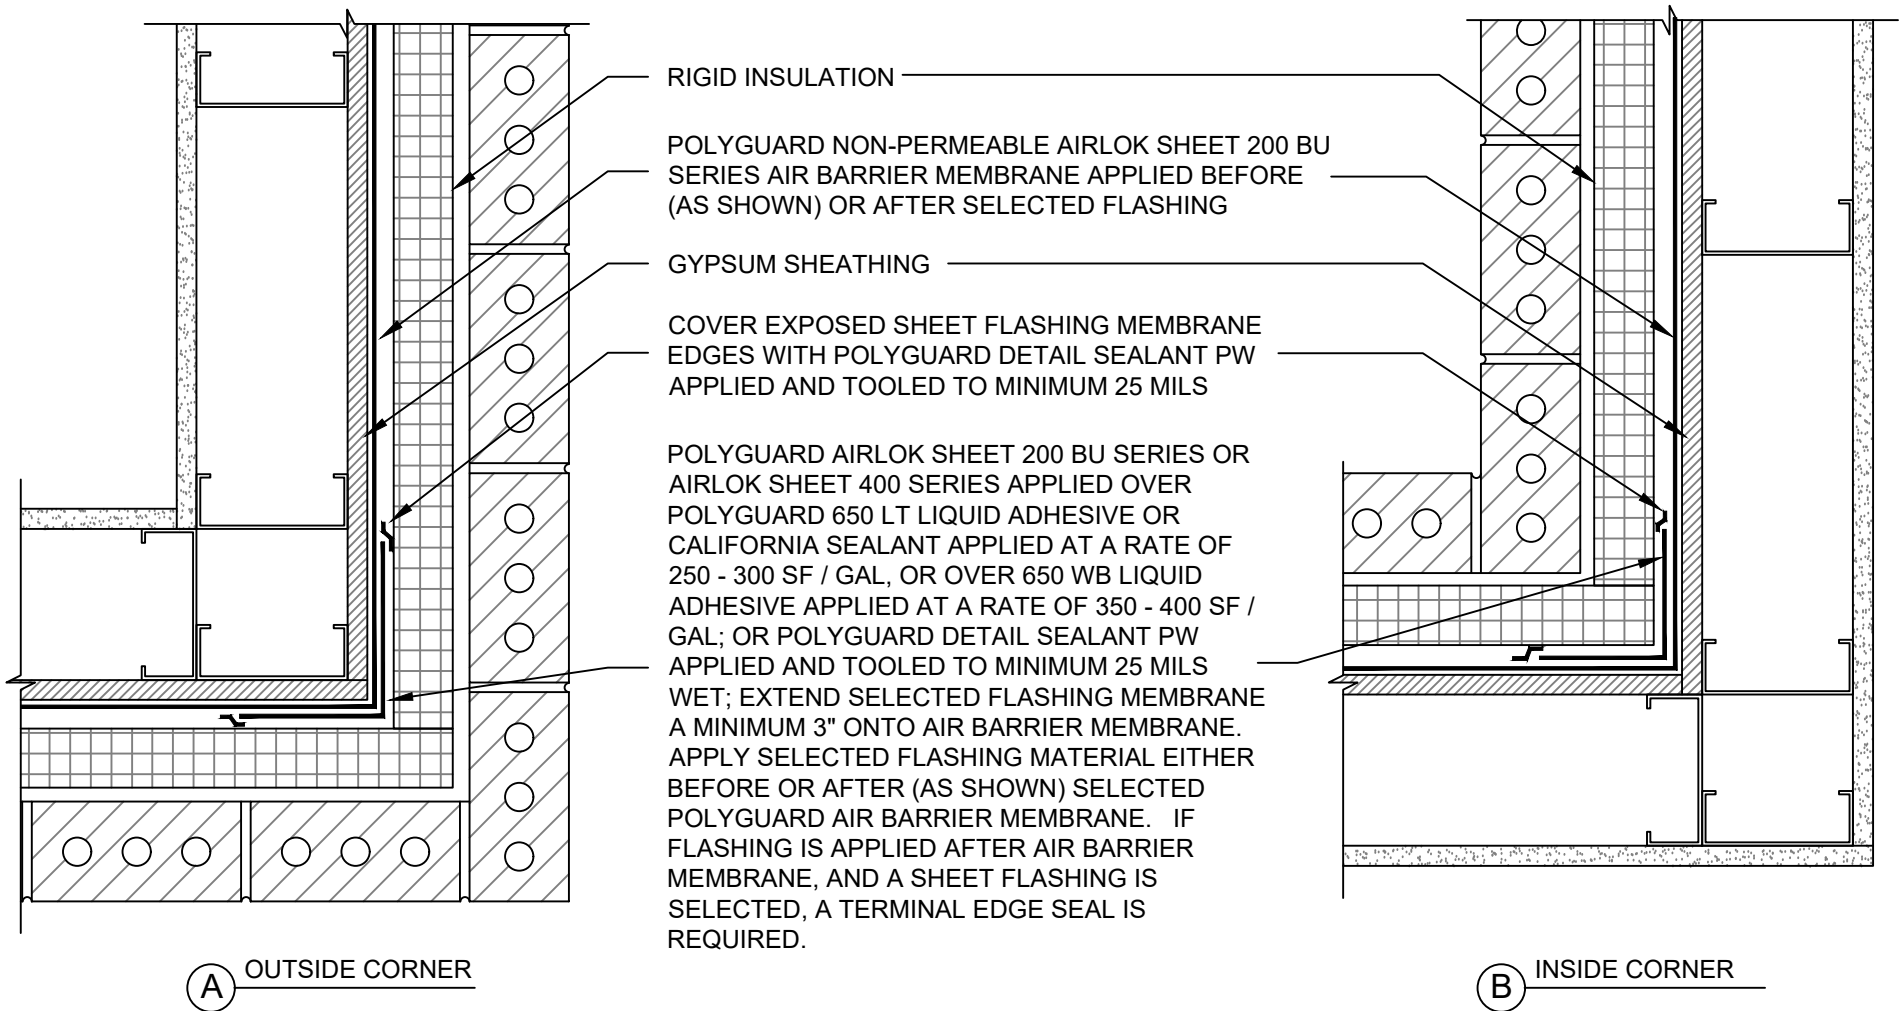 RIGID INSULATION
POLYGUARD NON-PERMEABLE AIRLOK SHEET 200 BU
SERIES AIR BARRIER MEMBRANE APPLIED BEFORE
(AS SHOWN) OR AFTER SELECTED FLASHING
GYPSUM SHEATHING
COVER EXPOSED SHEET FLASHING MEMBRANE
EDGES WITH POLYGUARD DETAIL SEALANT PW
APPLIED AND TOOLED TO MINIMUM 25 MILS
POLYGUARD AIRLOK SHEET 200 BU SERIES OR
AIRLOK SHEET 400 SERIES APPLIED OVER
POLYGUARD 650 LT LIQUID ADHESIVE OR
CALIFORNIA SEALANT APPLIED AT A RATE OF
250 - 300 SF / GAL, OR OVER 650 WB LIQUID
ADHESIVE APPLIED AT A RATE OF 350 - 400 SF /
GAL; OR POLYGUARD DETAIL SEALANT PW
APPLIED AND TOOLED TO MINIMUM 25 MILS
WET; EXTEND SELECTED FLASHING MEMBRANE
A MINIMUM 3" ONTO AIR BARRIER MEMBRANE.
APPLY SELECTED FLASHING MATERIAL EITHER
BEFORE OR AFTER (AS SHOWN) SELECTED
POLYGUARD AIR BARRIER MEMBRANE. IF
FLASHING IS APPLIED AFTER AIR BARRIER
MEMBRANE, AND A SHEET FLASHING IS
SELECTED, A TERMINAL EDGE SEAL IS
REQUIRED.
A OUTSIDE CORNER
B INSIDE CORNER